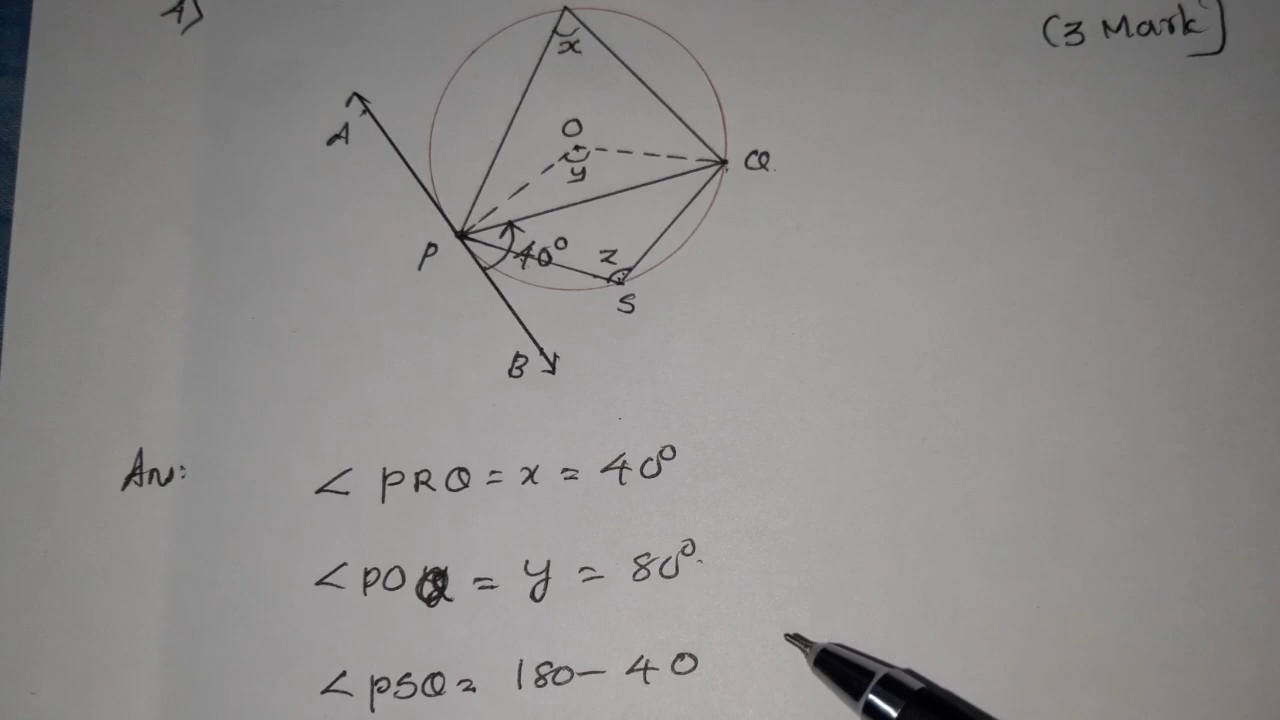 4)
(3 Mark]
x
A
O
y
Q
P
40°
z
S
B
An:
∠ PRQ = x = 40°
∠POQ = y = 80°.
∠PSQ = 180 - 40